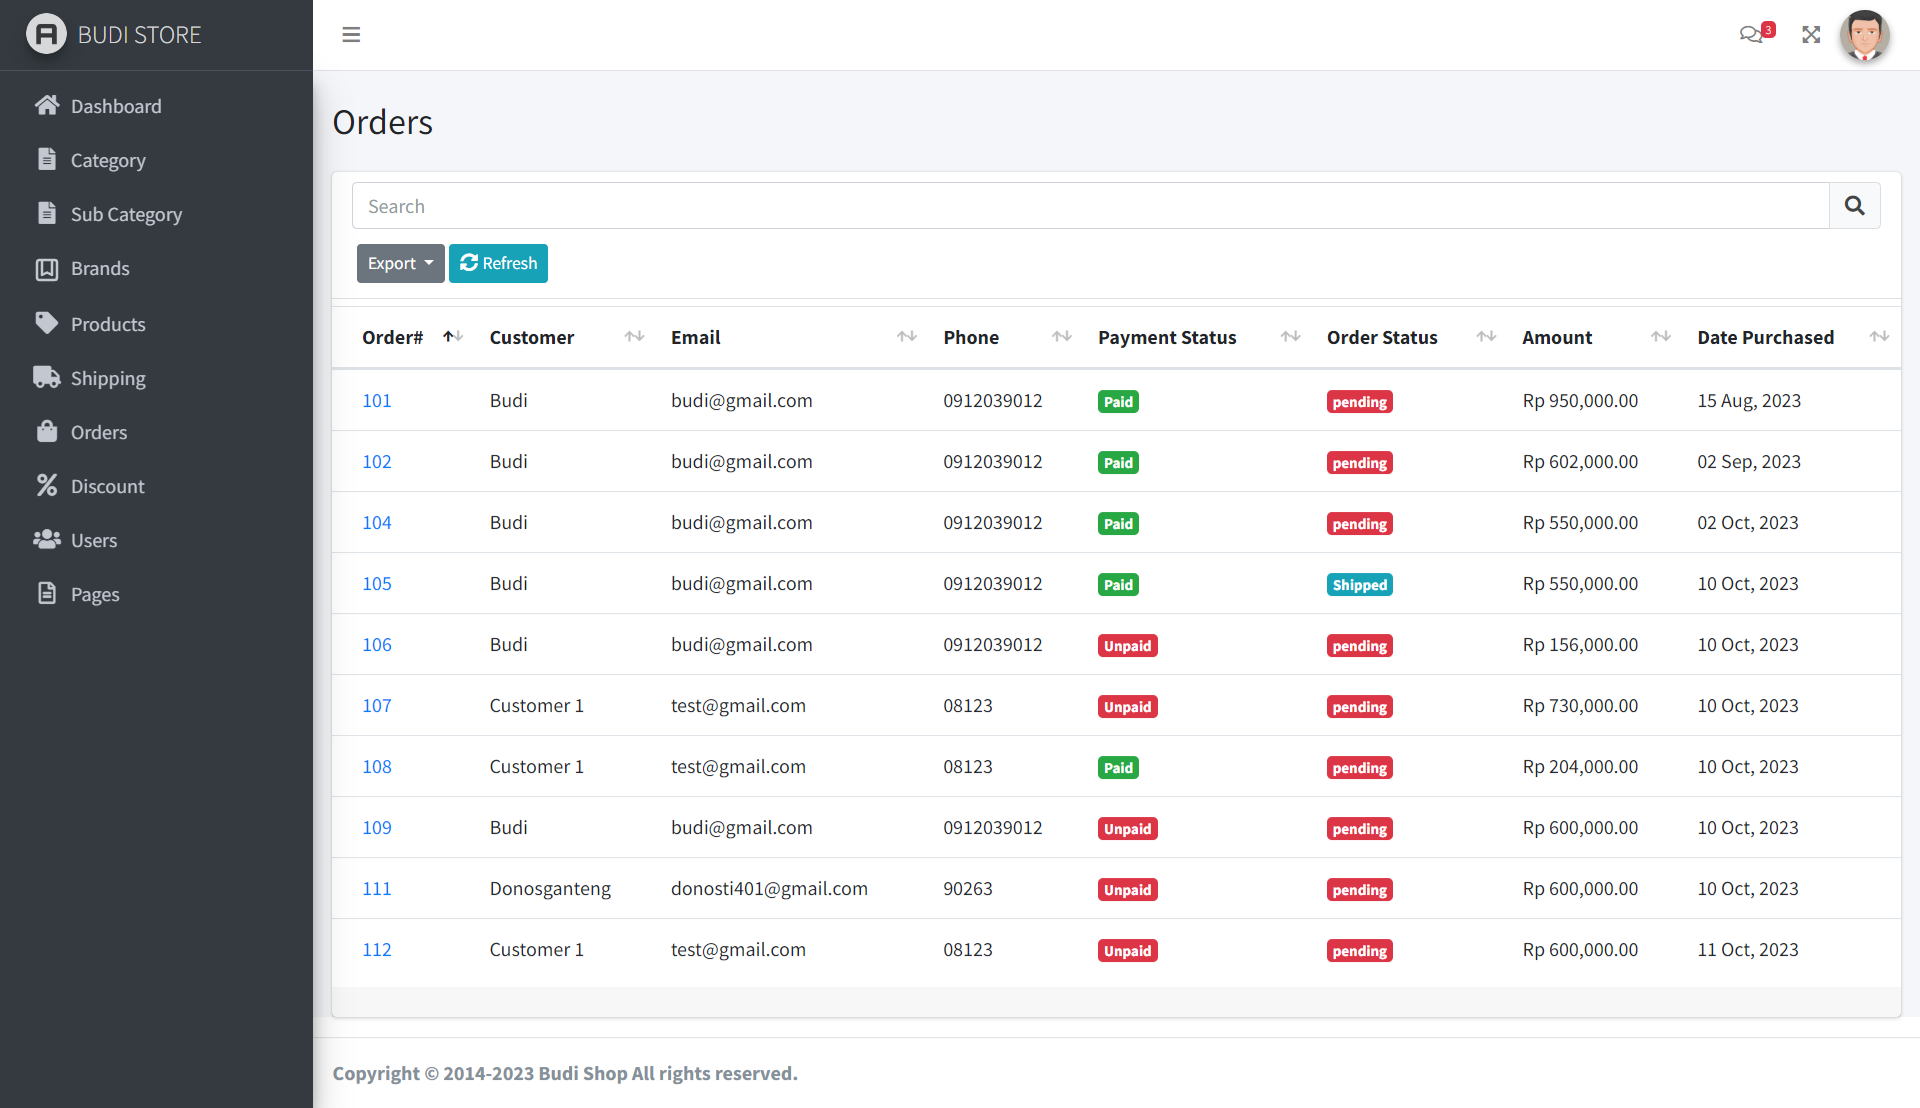 BUDI STORE
3
Dashboard
Category
Sub Category
Brands
Products
Shipping
Orders
Discount
Users
Pages
Orders
Search
Export Refresh
Order# Customer Email Phone Payment Status Order Status Amount Date Purchased
101 Budi budi@gmail.com 0912039012 Paid pending Rp 950,000.00 15 Aug, 2023
102 Budi budi@gmail.com 0912039012 Paid pending Rp 602,000.00 02 Sep, 2023
104 Budi budi@gmail.com 0912039012 Paid pending Rp 550,000.00 02 Oct, 2023
105 Budi budi@gmail.com 0912039012 Paid Shipped Rp 550,000.00 10 Oct, 2023
106 Budi budi@gmail.com 0912039012 Unpaid pending Rp 156,000.00 10 Oct, 2023
107 Customer 1 test@gmail.com 08123 Unpaid pending Rp 730,000.00 10 Oct, 2023
108 Customer 1 test@gmail.com 08123 Paid pending Rp 204,000.00 10 Oct, 2023
109 Budi budi@gmail.com 0912039012 Unpaid pending Rp 600,000.00 10 Oct, 2023
111 Donosganteng donosti401@gmail.com 90263 Unpaid pending Rp 600,000.00 10 Oct, 2023
112 Customer 1 test@gmail.com 08123 Unpaid pending Rp 600,000.00 11 Oct, 2023
Copyright © 2014-2023 Budi Shop All rights reserved.